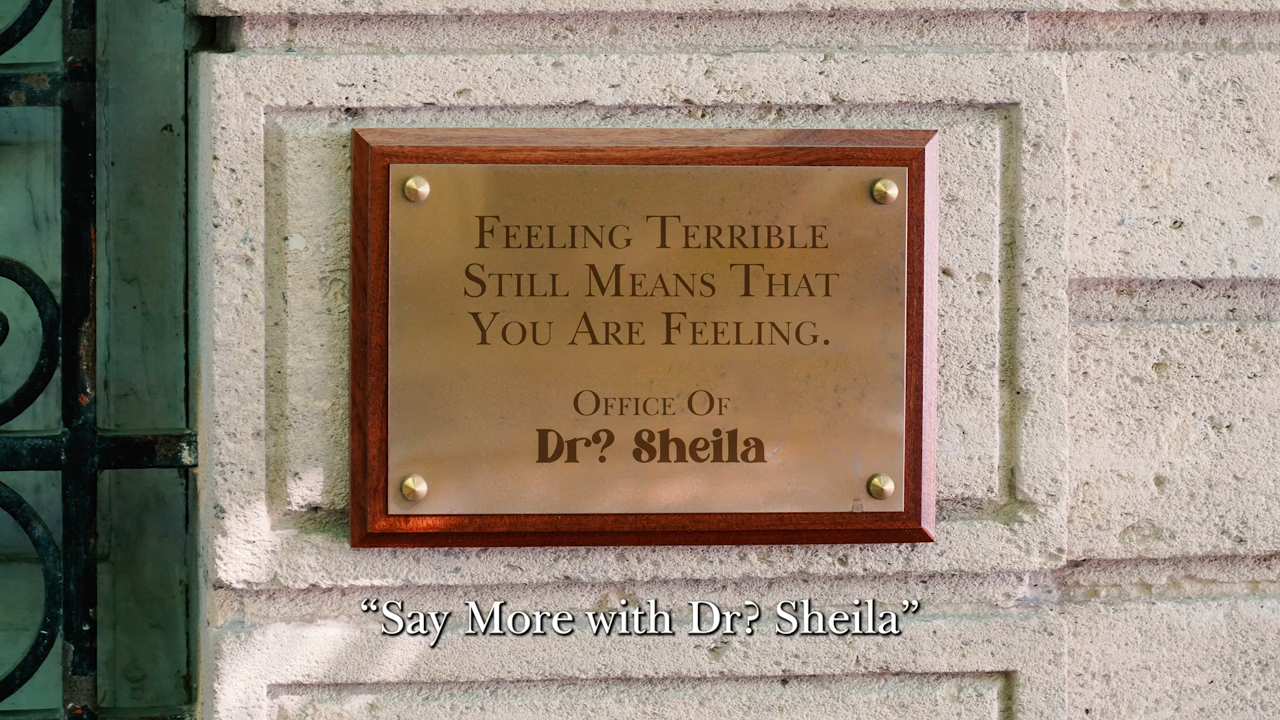 Feeling Terrible
Still Means That
You Are Feeling.
Office Of
Dr? Sheila
“Say More with Dr? Sheila”